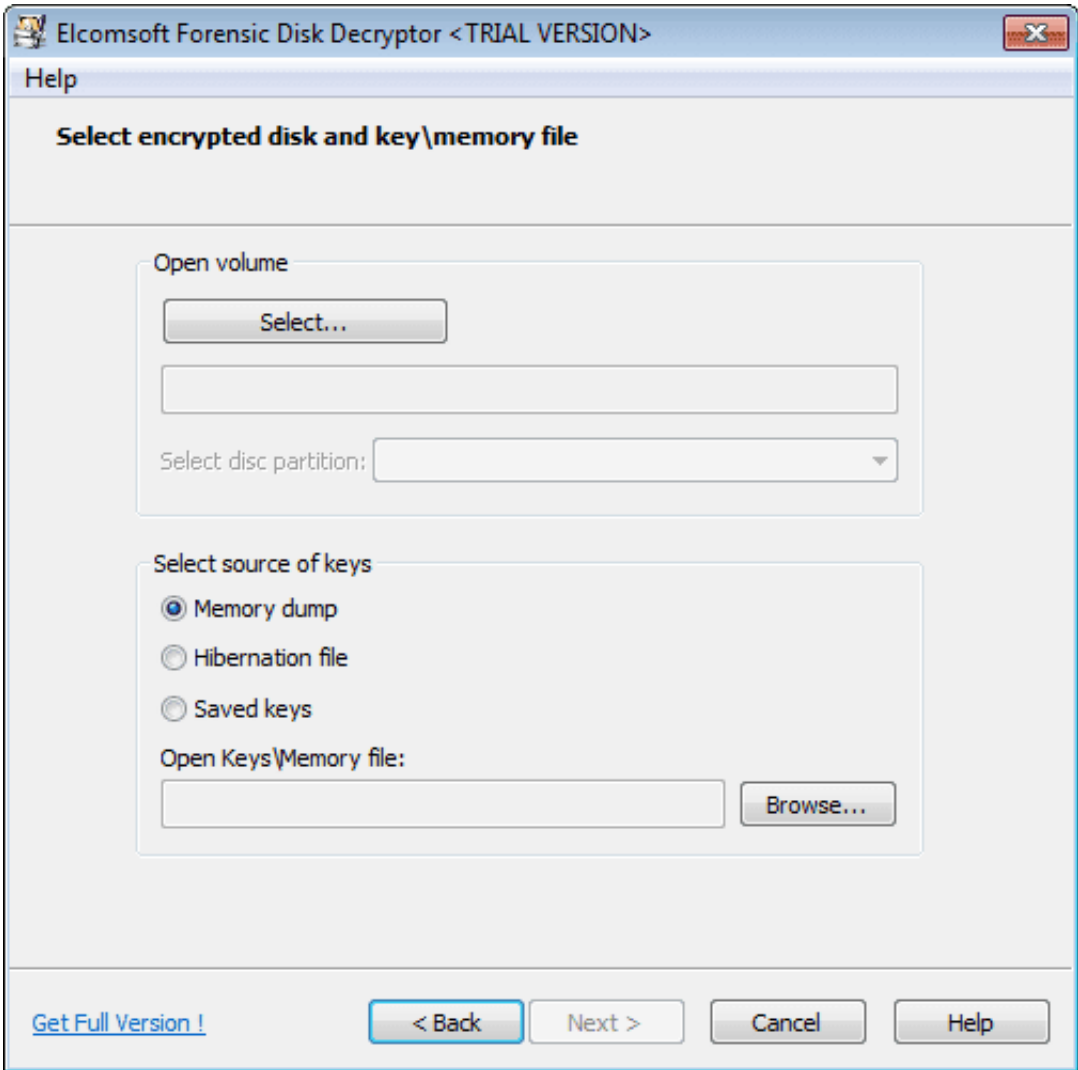 Elcomsoft Forensic Disk Decryptor <TRIAL VERSION>
Help
Select encrypted disk and key\memory file
Open volume
Select...
Select disc partition:
Select source of keys
Memory dump
Hibernation file
Saved keys
Open Keys\Memory file:
Browse...
Get Full Version !
< Back
Next >
Cancel
Help